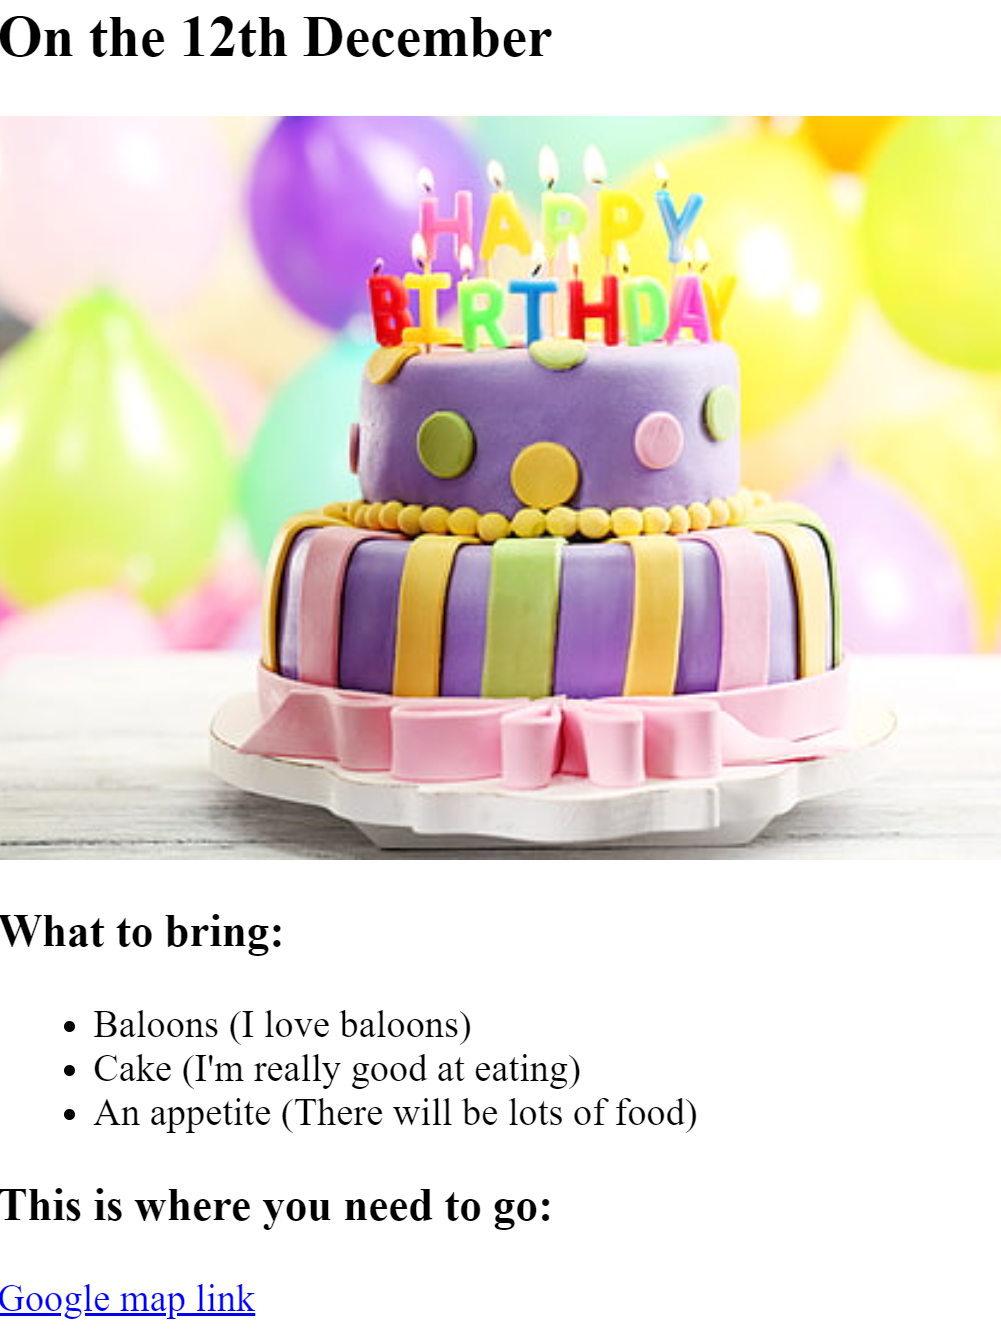 On the 12th December
HAPPY
BIRTHDAY
What to bring:
Baloons (I love baloons)
Cake (I'm really good at eating)
An appetite (There will be lots of food)
This is where you need to go:
Google map link